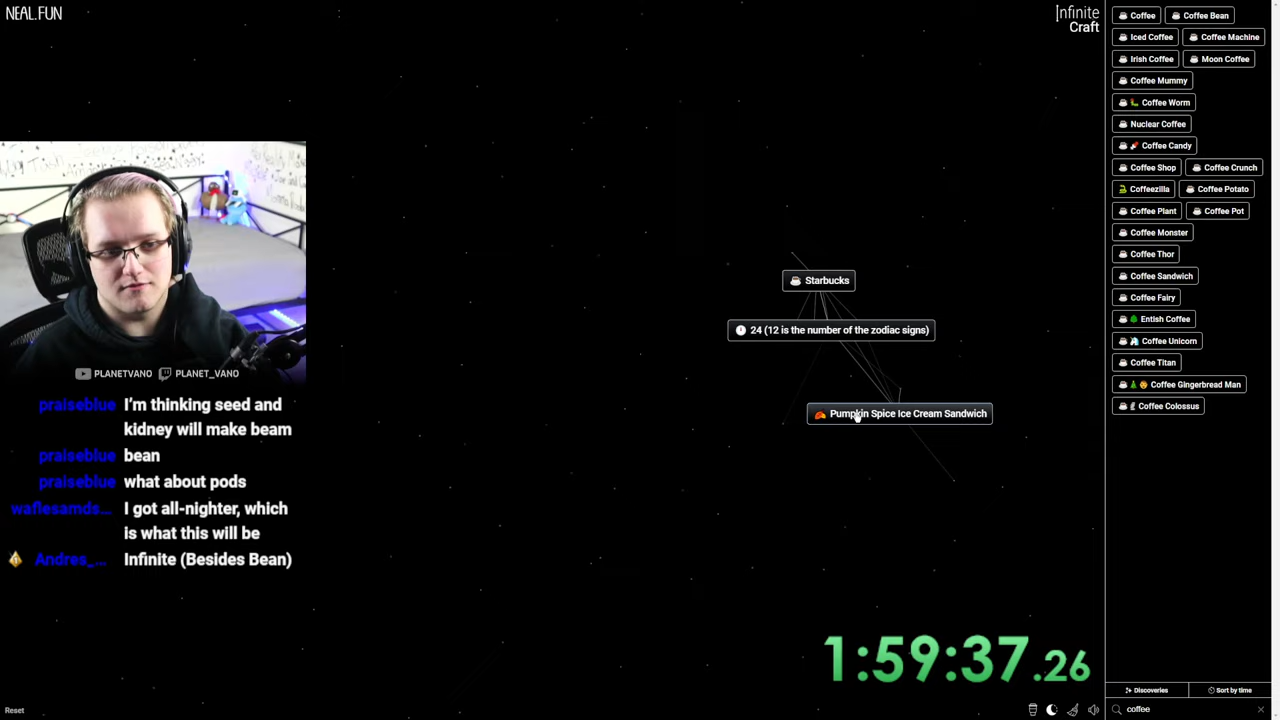 NEAL.FUN
Infinite
Craft
Coffee
Coffee Bean
Iced Coffee
Coffee Machine
Irish Coffee
Moon Coffee
Coffee Mummy
Coffee Worm
Nuclear Coffee
Coffee Candy
Coffee Shop
Coffee Crunch
Coffeezilla
Coffee Potato
Coffee Plant
Coffee Pot
Coffee Monster
Coffee Thor
Coffee Sandwich
Coffee Fairy
Entish Coffee
Coffee Unicorn
Coffee Titan
Coffee Gingerbread Man
Coffee Colossus
Starbucks
24 (12 is the number of the zodiac signs)
Pumpkin Spice Ice Cream Sandwich
PLANETVANO PLANET_VANO
praiseblue I'm thinking seed and
kidney will make beam
praiseblue bean
praiseblue what about pods
waflesamds... I got all-nighter, which
is what this will be
Andres_... Infinite (Besides Bean)
1:59:37.26
Reset
Discoveries
Sort by time
coffee